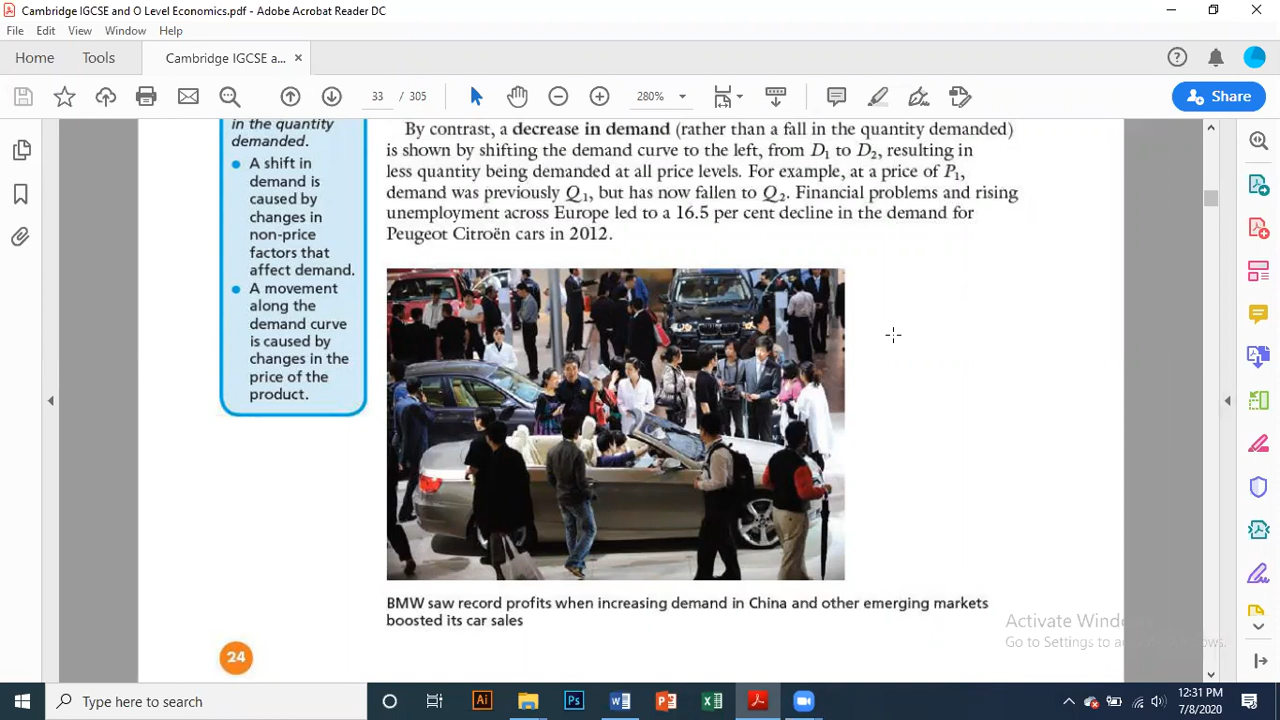 Cambridge IGCSE and O Level Economics.pdf - Adobe Acrobat Reader DC
File Edit View Window Help
Home Tools Cambridge IGCSE a... ×
33 / 305 280% Share
in the quantity
demanded.
• A shift in
demand is
caused by
changes in
non-price
factors that
affect demand.
• A movement
along the
demand curve
is caused by
changes in the
price of the
product.
By contrast, a decrease in demand (rather than a fall in the quantity demanded)
is shown by shifting the demand curve to the left, from D1 to D2, resulting in
less quantity being demanded at all price levels. For example, at a price of P1,
demand was previously Q1, but has now fallen to Q2. Financial problems and rising
unemployment across Europe led to a 16.5 per cent decline in the demand for
Peugeot Citroën cars in 2012.
BMW saw record profits when increasing demand in China and other emerging markets
boosted its car sales
24
Activate Windows
Go to Settings to activate Windows.
Type here to search
Ai Ps
12:31 PM
7/8/2020